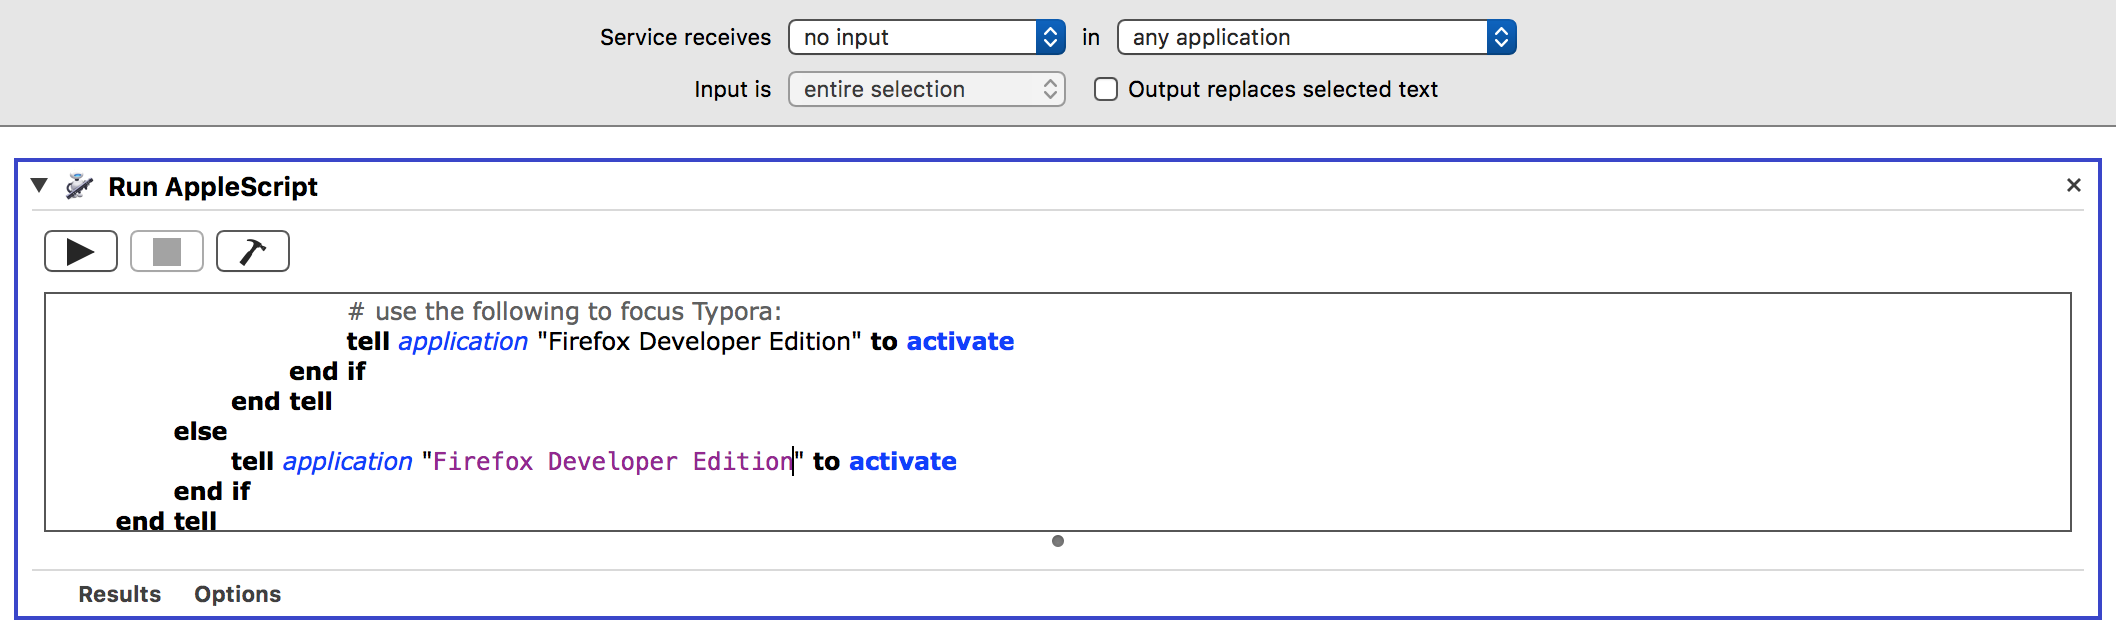 Service receives no input in any application
Input is entire selection Output replaces selected text
Run AppleScript
# use the following to focus Typora:
tell application "Firefox Developer Edition" to activate
end if
end tell
else
tell application "Firefox Developer Edition" to activate
end if
end tell
Results Options